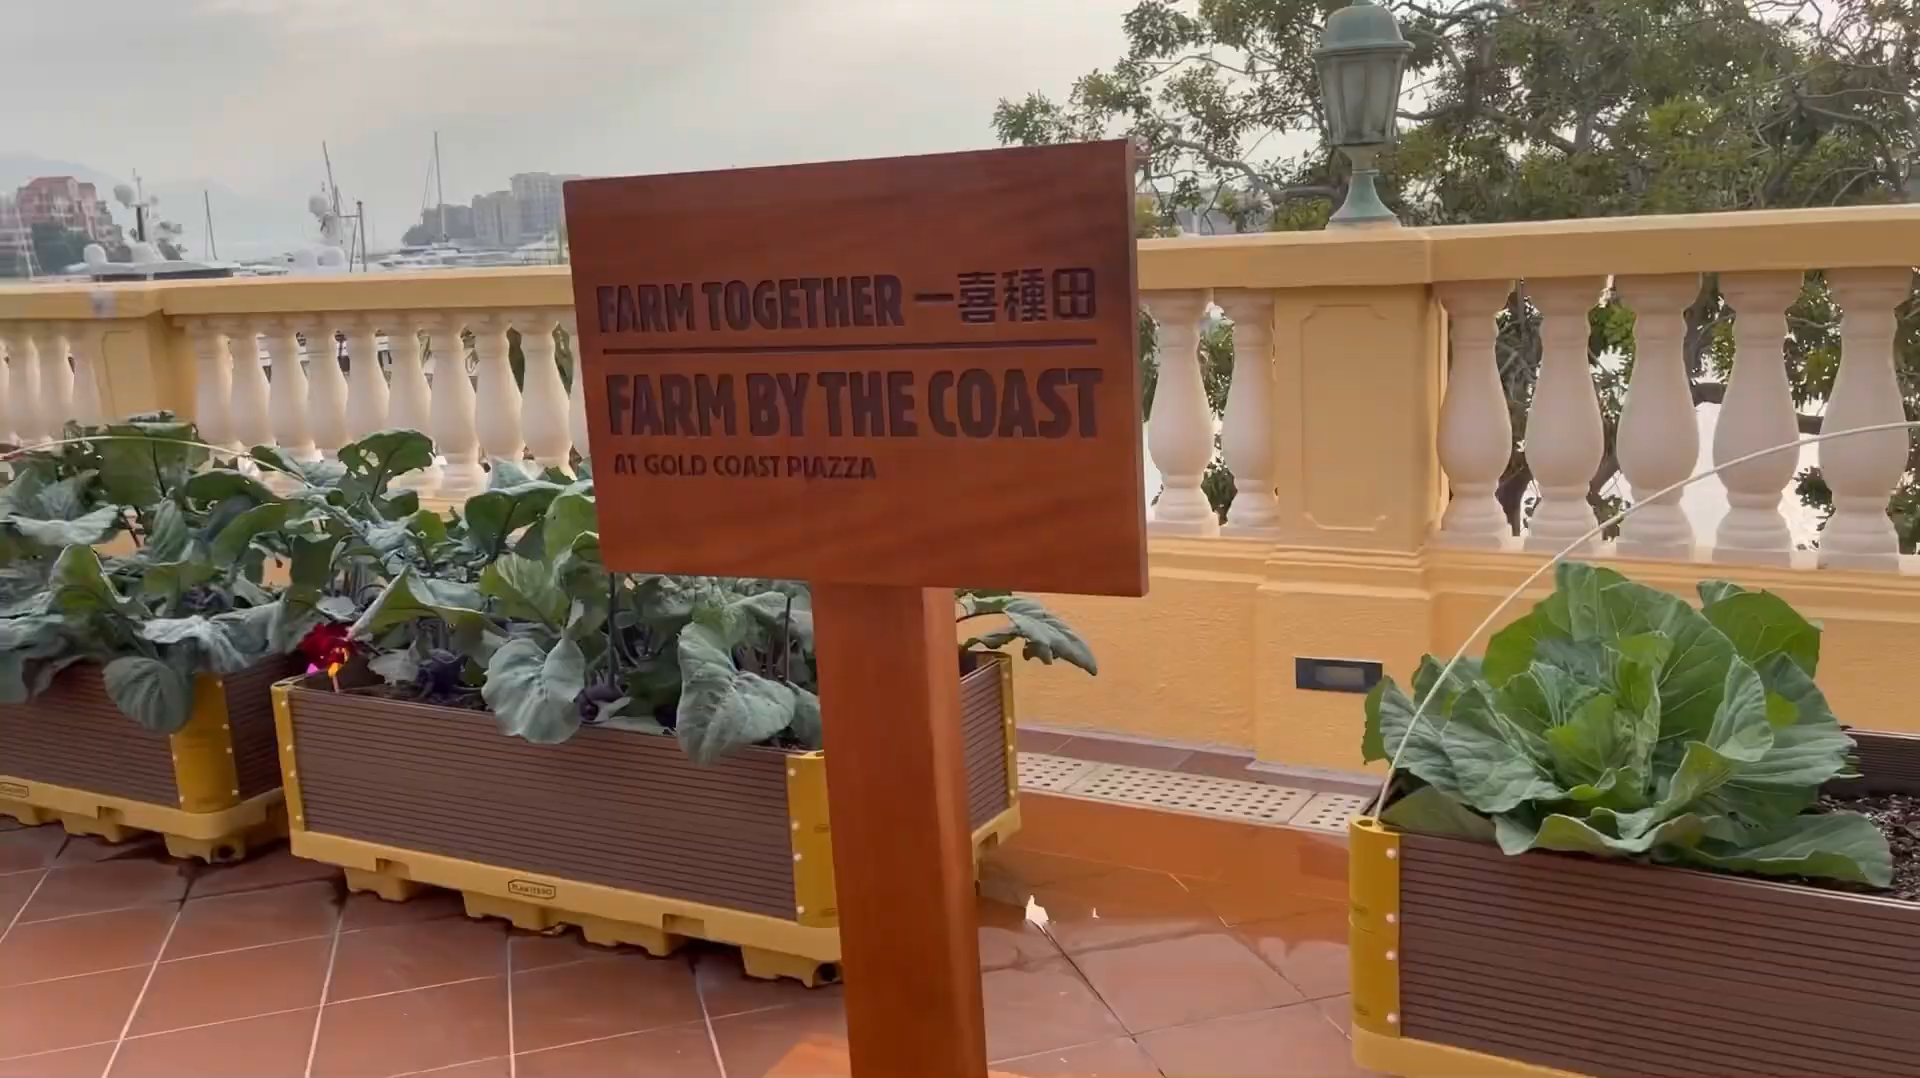 FARM TOGETHER 一喜種田
FARM BY THE COAST
AT GOLD COAST PIAZZA